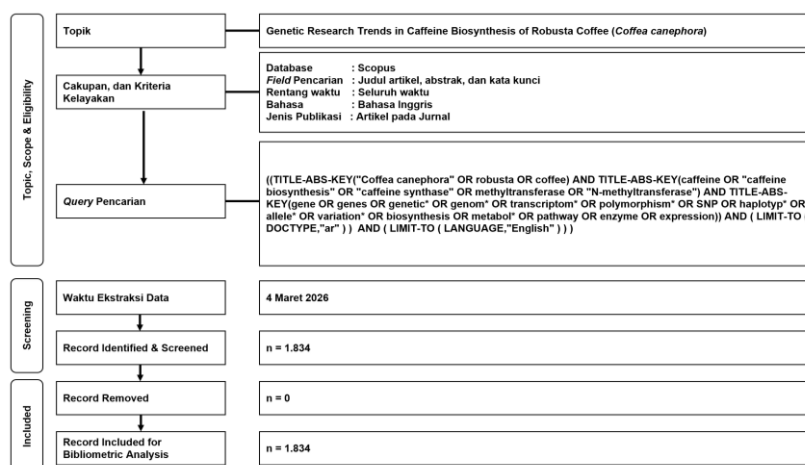 Topic, Scope & Eligibility
Topik
Genetic Research Trends in Caffeine Biosynthesis of Robusta Coffee (Coffea canephora)
Cakupan, dan Kriteria
Kelayakan
Database : Scopus
Field Pencarian : Judul artikel, abstrak, dan kata kunci
Rentang waktu : Seluruh waktu
Bahasa : Bahasa Inggris
Jenis Publikasi : Artikel pada Jurnal
Query Pencarian
((TITLE-ABS-KEY("Coffea canephora" OR robusta OR coffee) AND TITLE-ABS-KEY(caffeine OR "caffeine
biosynthesis" OR "caffeine synthase" OR methyltransferase OR "N-methyltransferase") AND TITLE-ABS-
KEY(gene OR genes OR genetic* OR genom* OR transcriptom* OR polymorphism* OR SNP OR haplotyp* OR
allele* OR variation* OR biosynthesis OR metabol* OR pathway OR enzyme OR expression)) AND ( LIMIT-TO (
DOCTYPE,"ar" ) ) AND ( LIMIT-TO ( LANGUAGE,"English" ) ) )
Screening
Waktu Ekstraksi Data
4 Maret 2026
Record Identified & Screened
n = 1.834
Included
Record Removed
n = 0
Record Included for
Bibliometric Analysis
n = 1.834